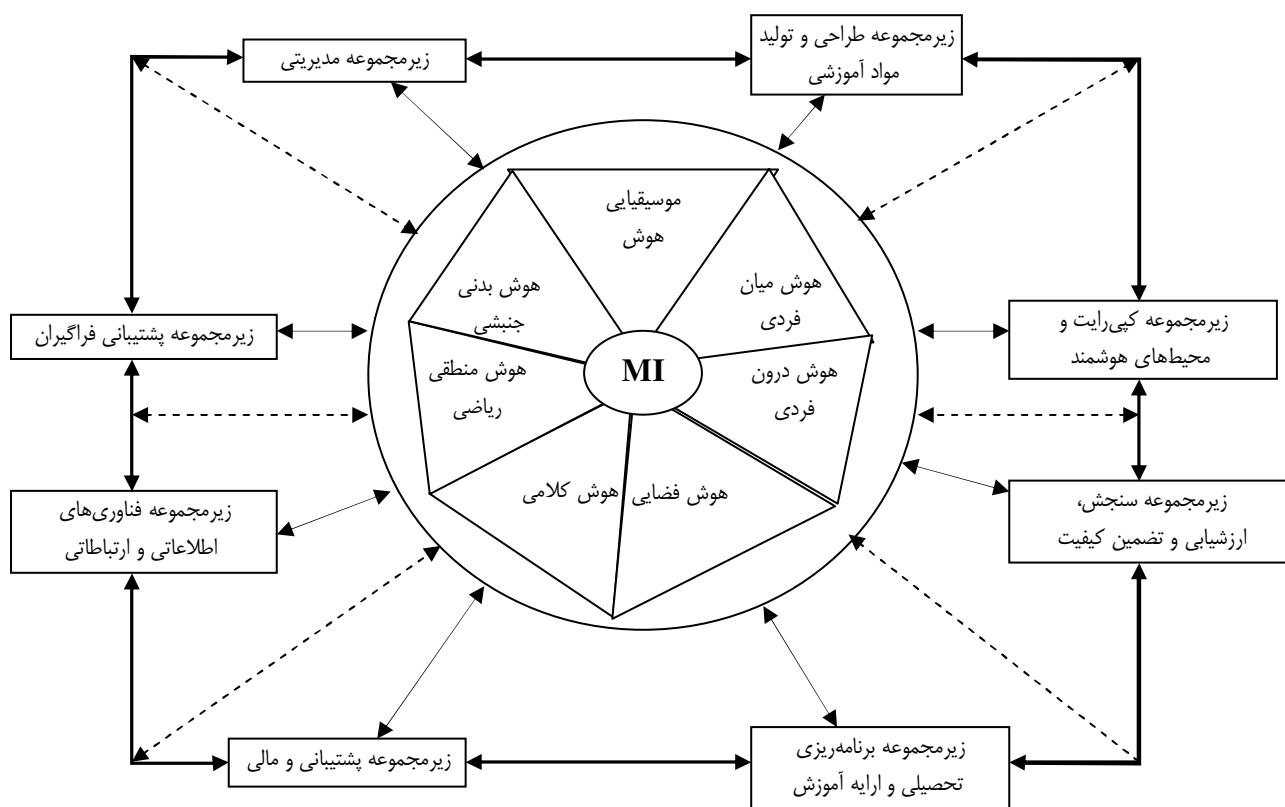 زیرمجموعه طراحی و تولید
مواد آموزشی
زیرمجموعه مدیریتی
موسیقیایی
هوش
هوش میان
فردی
هوش بدنی
جنبشی
زیرمجموعه کپی‌رایت و
محیط‌های هوشمند
زیرمجموعه پشتیبانی فراگیران
MI
هوش درون
فردی
هوش منطقی
ریاضی
هوش فضایی
هوش کلامی
زیرمجموعه سنجش،
ارزشیابی و تضمین کیفیت
زیرمجموعه فناوری‌های
اطلاعاتی و ارتباطاتی
زیرمجموعه برنامه‌ریزی
تحصیلی و ارایه آموزش
زیرمجموعه پشتیبانی و مالی